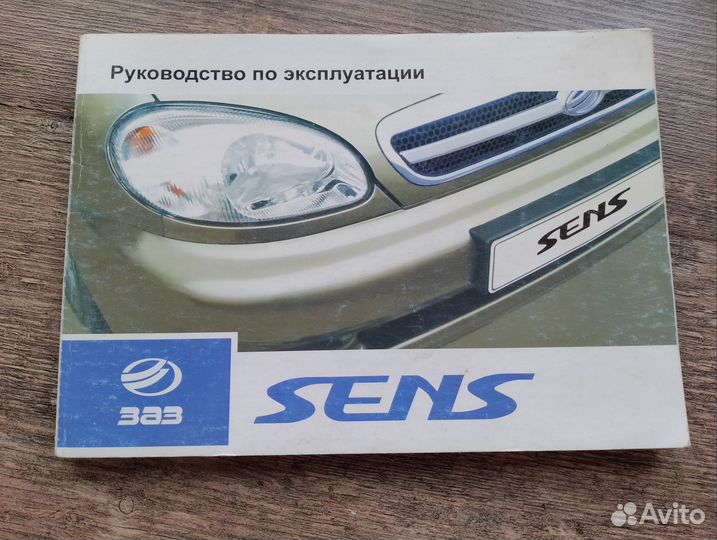 Руководство по эксплуатации
SENS
ЗАЗ
SENS
Avito